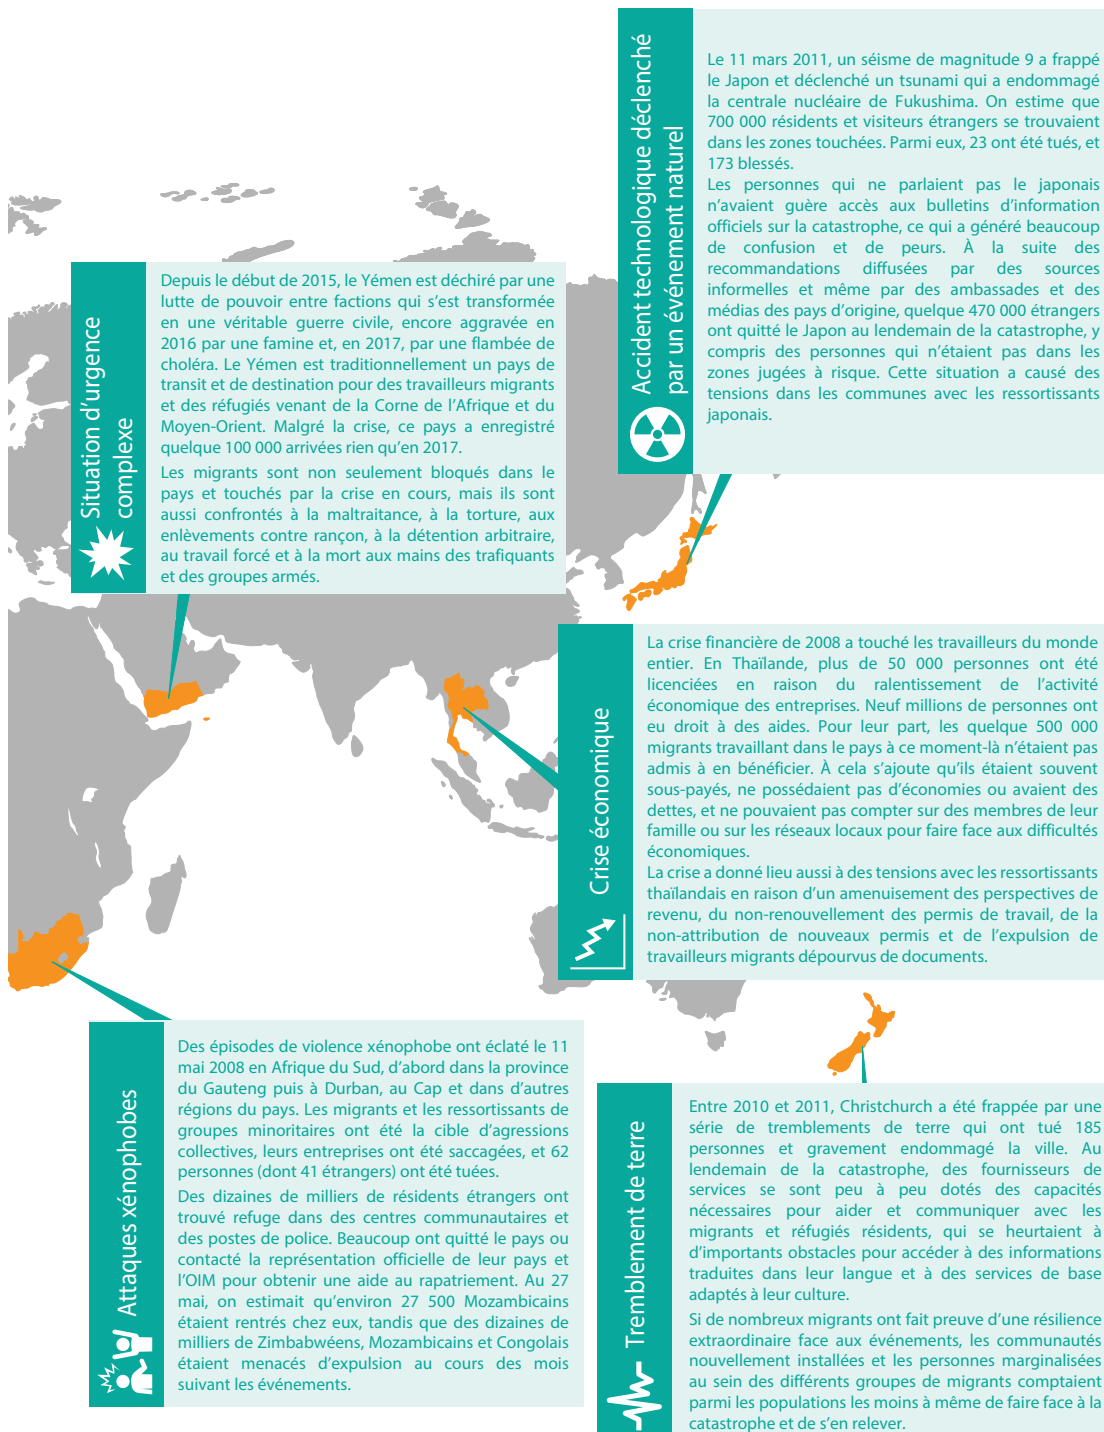 Accident technologique déclenché
par un événement naturel
Le 11 mars 2011, un séisme de magnitude 9 a frappé
le Japon et déclenché un tsunami qui a endommagé
la centrale nucléaire de Fukushima. On estime que
700 000 résidents et visiteurs étrangers se trouvaient
dans les zones touchées. Parmi eux, 23 ont été tués, et
173 blessés.
Les personnes qui ne parlaient pas le japonais
n’avaient guère accès aux bulletins d’information
officiels sur la catastrophe, ce qui a généré beaucoup
de confusion et de peurs. À la suite des
recommandations diffusées par des sources
informelles et même par des ambassades et des
médias des pays d’origine, quelque 470 000 étrangers
ont quitté le Japon au lendemain de la catastrophe, y
compris des personnes qui n’étaient pas dans les
zones jugées à risque. Cette situation a causé des
tensions dans les communes avec les ressortissants
japonais.
Situation d’urgence
complexe
Depuis le début de 2015, le Yémen est déchiré par une
lutte de pouvoir entre factions qui s’est transformée
en une véritable guerre civile, encore aggravée en
2016 par une famine et, en 2017, par une flambée de
choléra. Le Yémen est traditionnellement un pays de
transit et de destination pour des travailleurs migrants
et des réfugiés venant de la Corne de l’Afrique et du
Moyen-Orient. Malgré la crise, ce pays a enregistré
quelque 100 000 arrivées rien qu’en 2017.
Les migrants sont non seulement bloqués dans le
pays et touchés par la crise en cours, mais ils sont
aussi confrontés à la maltraitance, à la torture, aux
enlèvements contre rançon, à la détention arbitraire,
au travail forcé et à la mort aux mains des trafiquants
et des groupes armés.
Crise économique
La crise financière de 2008 a touché les travailleurs du monde
entier. En Thaïlande, plus de 50 000 personnes ont été
licenciées en raison du ralentissement de l’activité
économique des entreprises. Neuf millions de personnes ont
eu droit à des aides. Pour leur part, les quelque 500 000
migrants travaillant dans le pays à ce moment-là n’étaient pas
admis à en bénéficier. À cela s’ajoute qu’ils étaient souvent
sous-payés, ne possédaient pas d’économies ou avaient des
dettes, et ne pouvaient pas compter sur des membres de leur
famille ou sur les réseaux locaux pour faire face aux difficultés
économiques.
La crise a donné lieu aussi à des tensions avec les ressortissants
thaïlandais en raison d’un amenuisement des perspectives de
revenu, du non-renouvellement des permis de travail, de la
non-attribution de nouveaux permis et de l’expulsion de
travailleurs migrants dépourvus de documents.
Attaques xénophobes
Des épisodes de violence xénophobe ont éclaté le 11
mai 2008 en Afrique du Sud, d’abord dans la province
du Gauteng puis à Durban, au Cap et dans d’autres
régions du pays. Les migrants et les ressortissants de
groupes minoritaires ont été la cible d’agressions
collectives, leurs entreprises ont été saccagées, et 62
personnes (dont 41 étrangers) ont été tuées.
Des dizaines de milliers de résidents étrangers ont
trouvé refuge dans des centres communautaires et
des postes de police. Beaucoup ont quitté le pays ou
contacté la représentation officielle de leur pays et
l’OIM pour obtenir une aide au rapatriement. Au 27
mai, on estimait qu’environ 27 500 Mozambicains
étaient rentrés chez eux, tandis que des dizaines de
milliers de Zimbabwéens, Mozambicains et Congolais
étaient menacés d’expulsion au cours des mois
suivant les événements.
Tremblement de terre
Entre 2010 et 2011, Christchurch a été frappée par une
série de tremblements de terre qui ont tué 185
personnes et gravement endommagé la ville. Au
lendemain de la catastrophe, des fournisseurs de
services se sont peu à peu dotés des capacités
nécessaires pour aider et communiquer avec les
migrants et réfugiés résidents, qui se heurtaient à
d’importants obstacles pour accéder à des informations
traduites dans leur langue et à des services de base
adaptés à leur culture.
Si de nombreux migrants ont fait preuve d’une résilience
extraordinaire face aux événements, les communautés
nouvellement installées et les personnes marginalisées
au sein des différents groupes de migrants comptaient
parmi les populations les moins à même de faire face à la
catastrophe et de s’en relever.